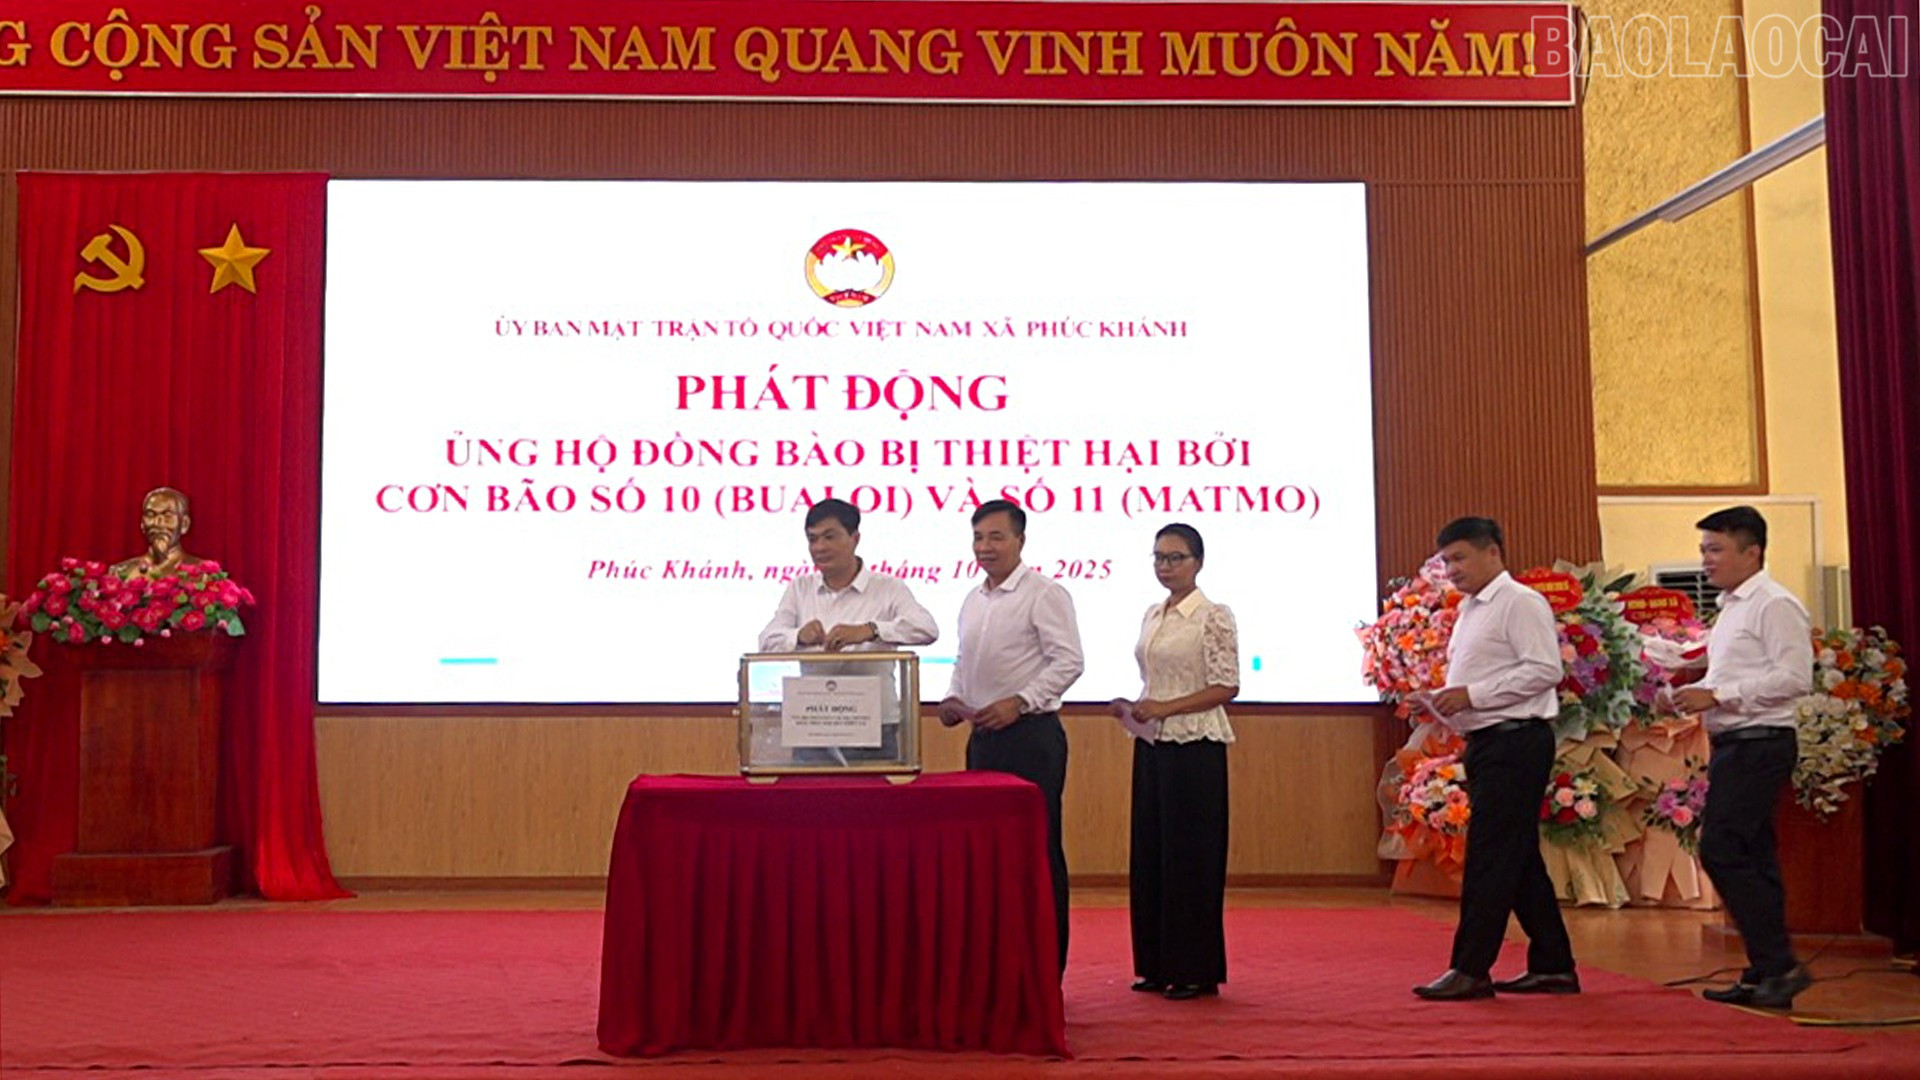 G CỘNG SẢN VIỆT NAM QUANG VINH MUÔN NĂM!
BAOLAOCAI
ỦY BAN MẶT TRẬN TỔ QUỐC VIỆT NAM XÃ PHÚC KHÁNH
PHÁT ĐỘNG
ỦNG HỘ ĐỒNG BÀO BỊ THIỆT HẠI BỞI
CƠN BÃO SỐ 10 (BUALOI) VÀ SỐ 11 (MATMO)
Phúc Khánh, ngày tháng 10 2025
PHÁT ĐỘNG